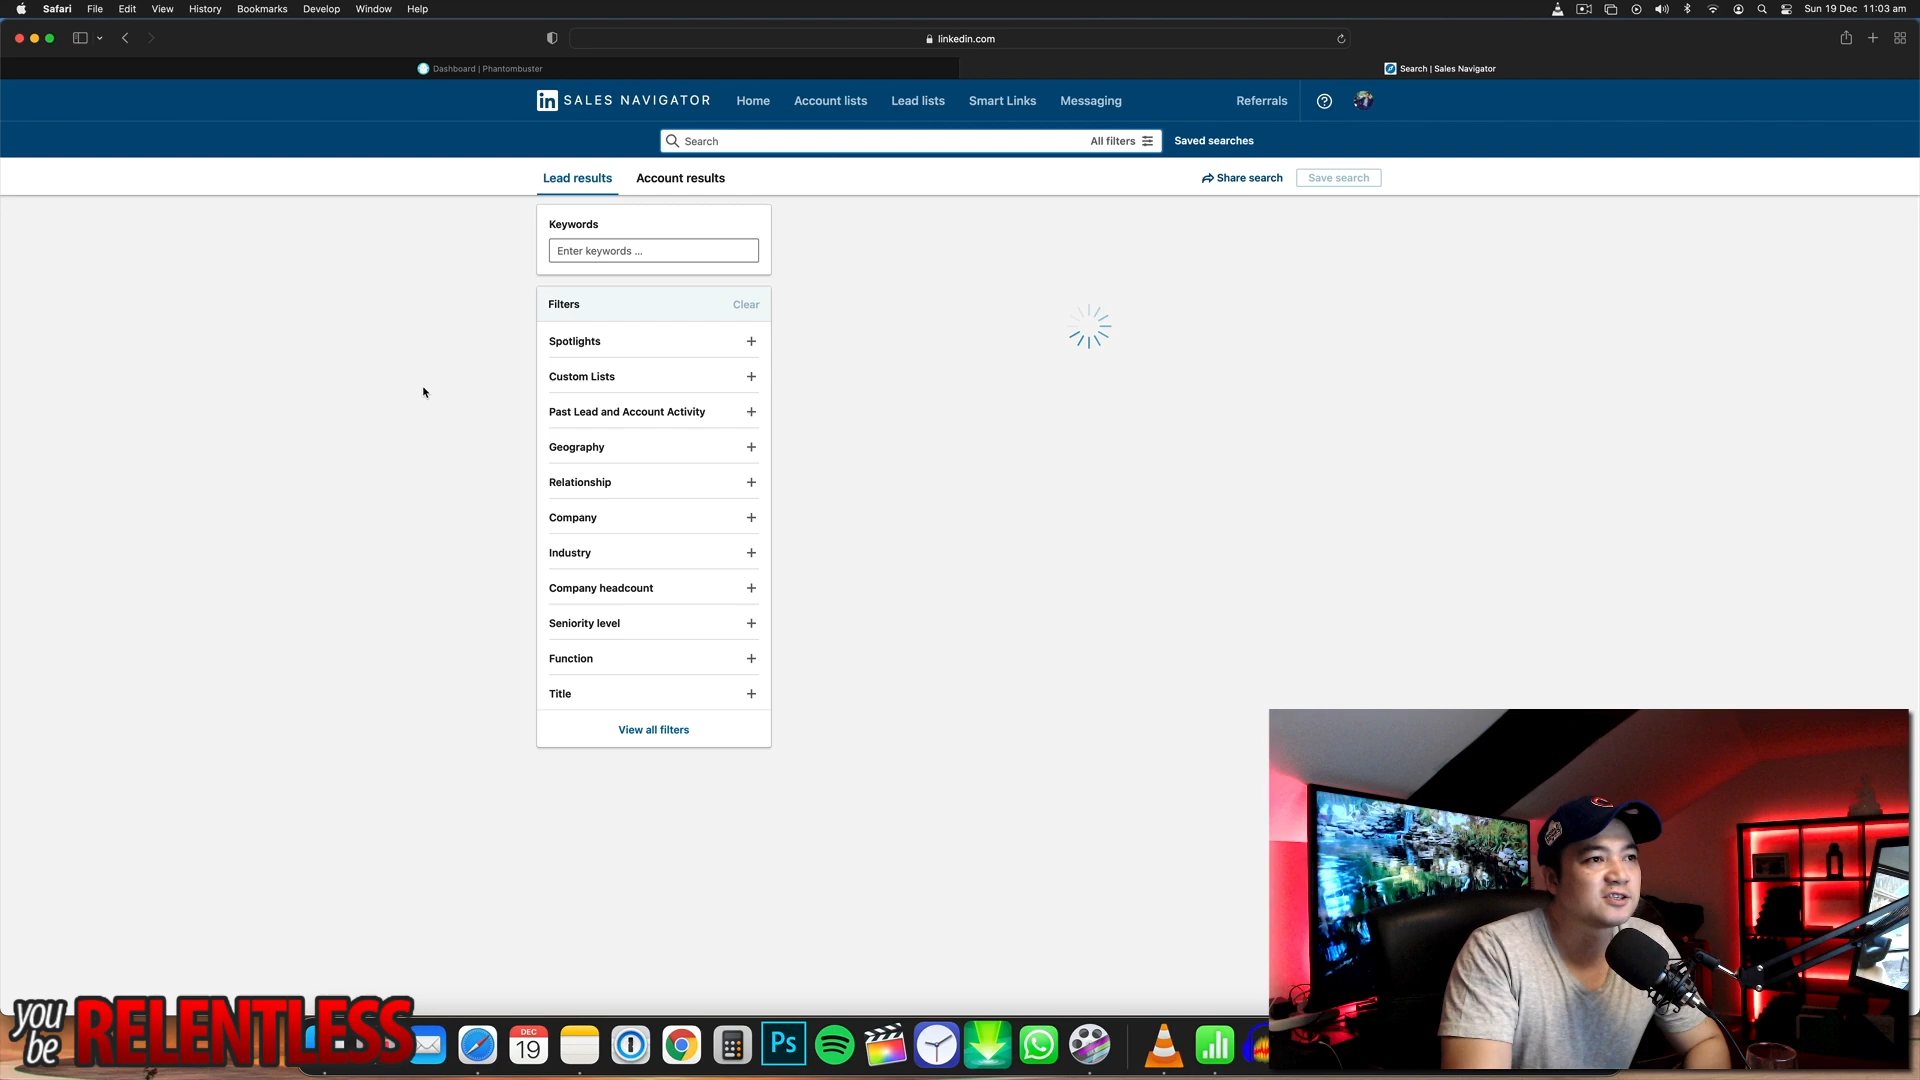 Safari File Edit View History Bookmarks Develop Window Help
Sun 19 Dec 11:03 am
linkedin.com
Dashboard | Phantombuster
Search | Sales Navigator
in SALES NAVIGATOR Home Account lists Lead lists Smart Links Messaging Referrals
Search All filters Saved searches
Lead results Account results Share search Save search
Keywords
Enter keywords ...
Filters Clear
Spotlights
Custom Lists
Past Lead and Account Activity
Geography
Relationship
Company
Industry
Company headcount
Seniority level
Function
Title
View all filters
you be RELENTLESS
DEC
19
Ps